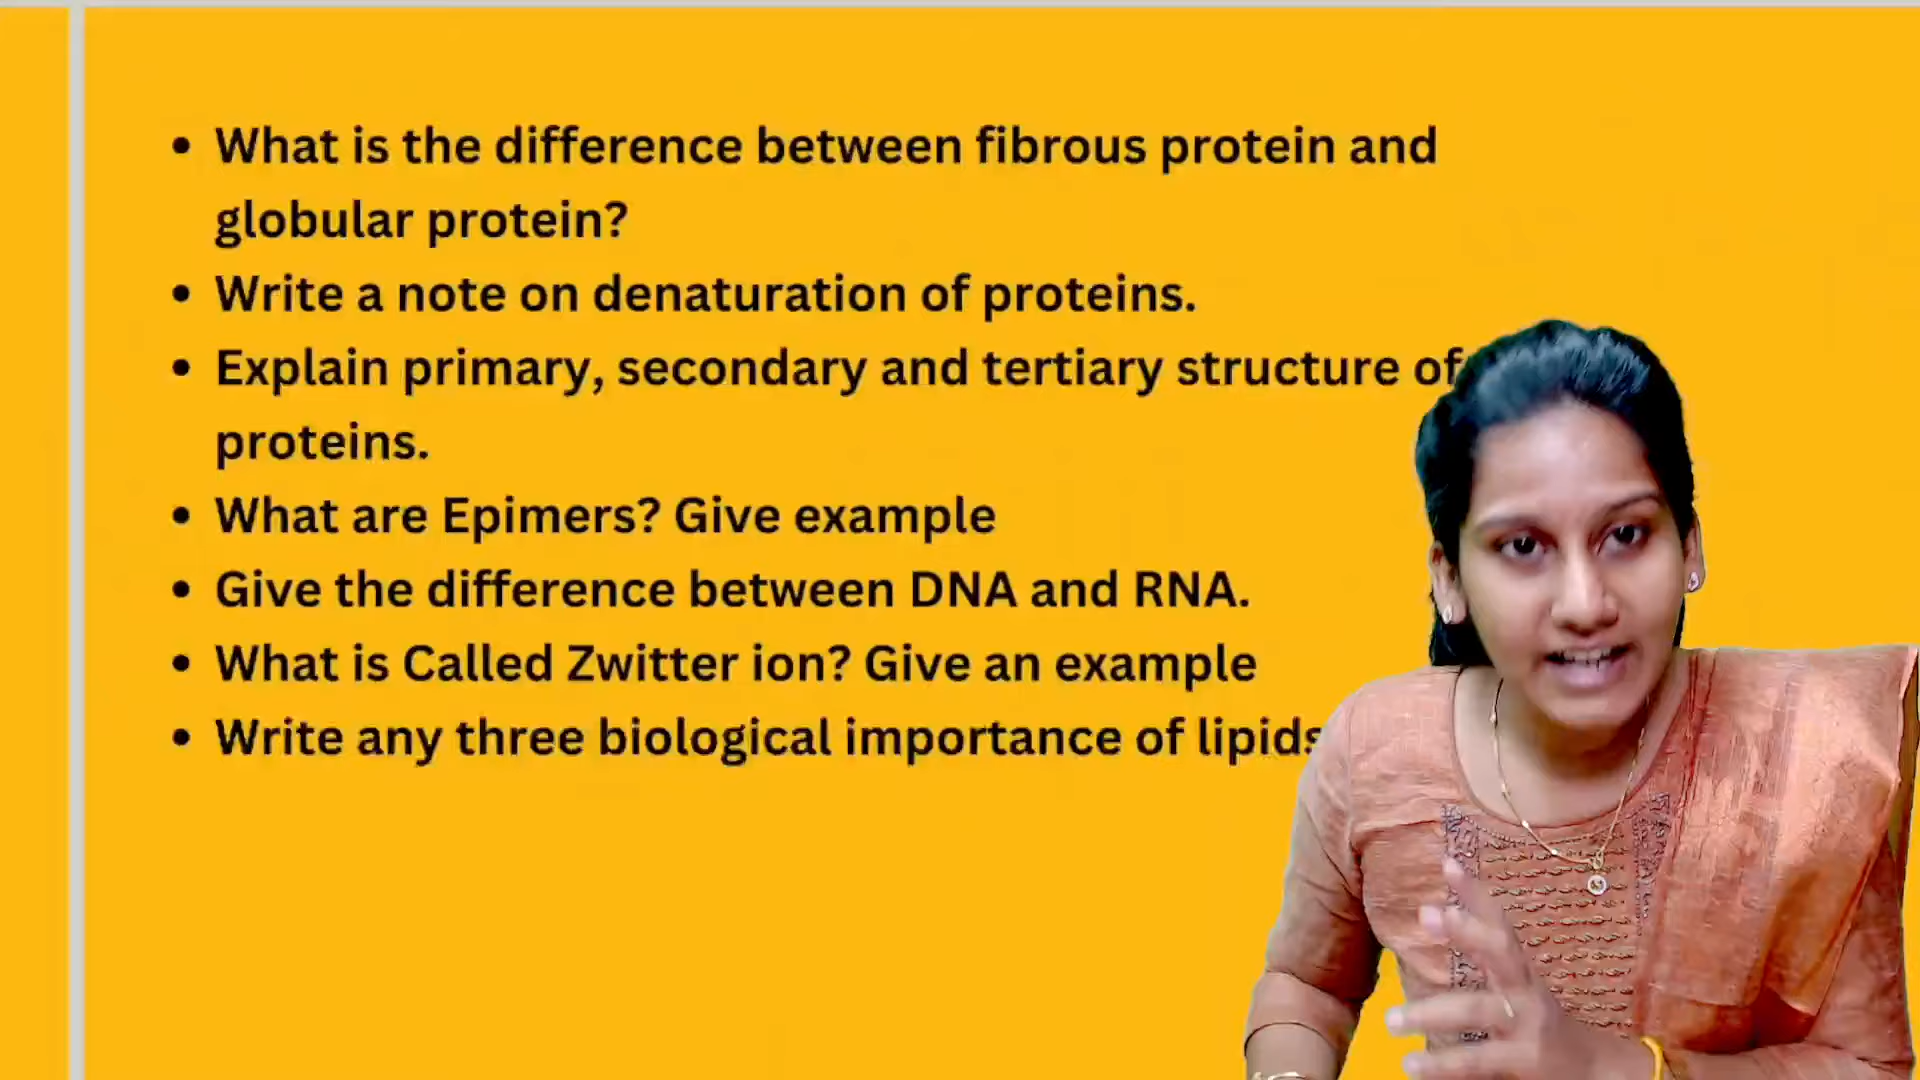 • What is the difference between fibrous protein and
globular protein?
• Write a note on denaturation of proteins.
• Explain primary, secondary and tertiary structure of
proteins.
• What are Epimers? Give example
• Give the difference between DNA and RNA.
• What is Called Zwitter ion? Give an example
• Write any three biological importance of lipids